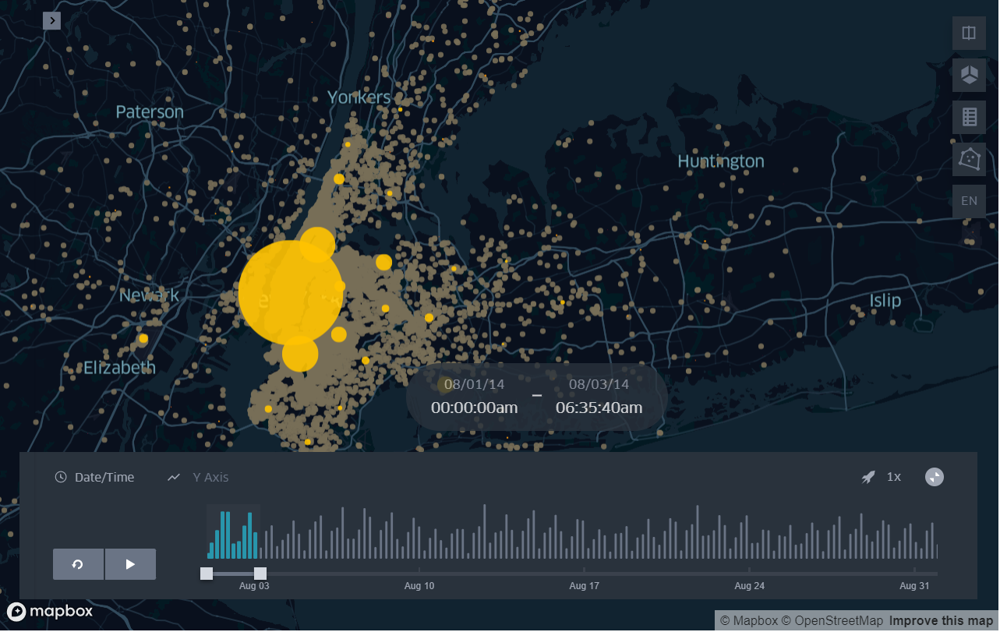 Yonkers
Paterson
Huntington
EN
Newark
Islip
Elizabeth
08/01/14
00:00:00am
–
08/03/14
06:35:40am
Date/Time
Y Axis
1x
Aug 03
Aug 10
Aug 17
Aug 24
Aug 31
mapbox
© Mapbox © OpenStreetMap Improve this map